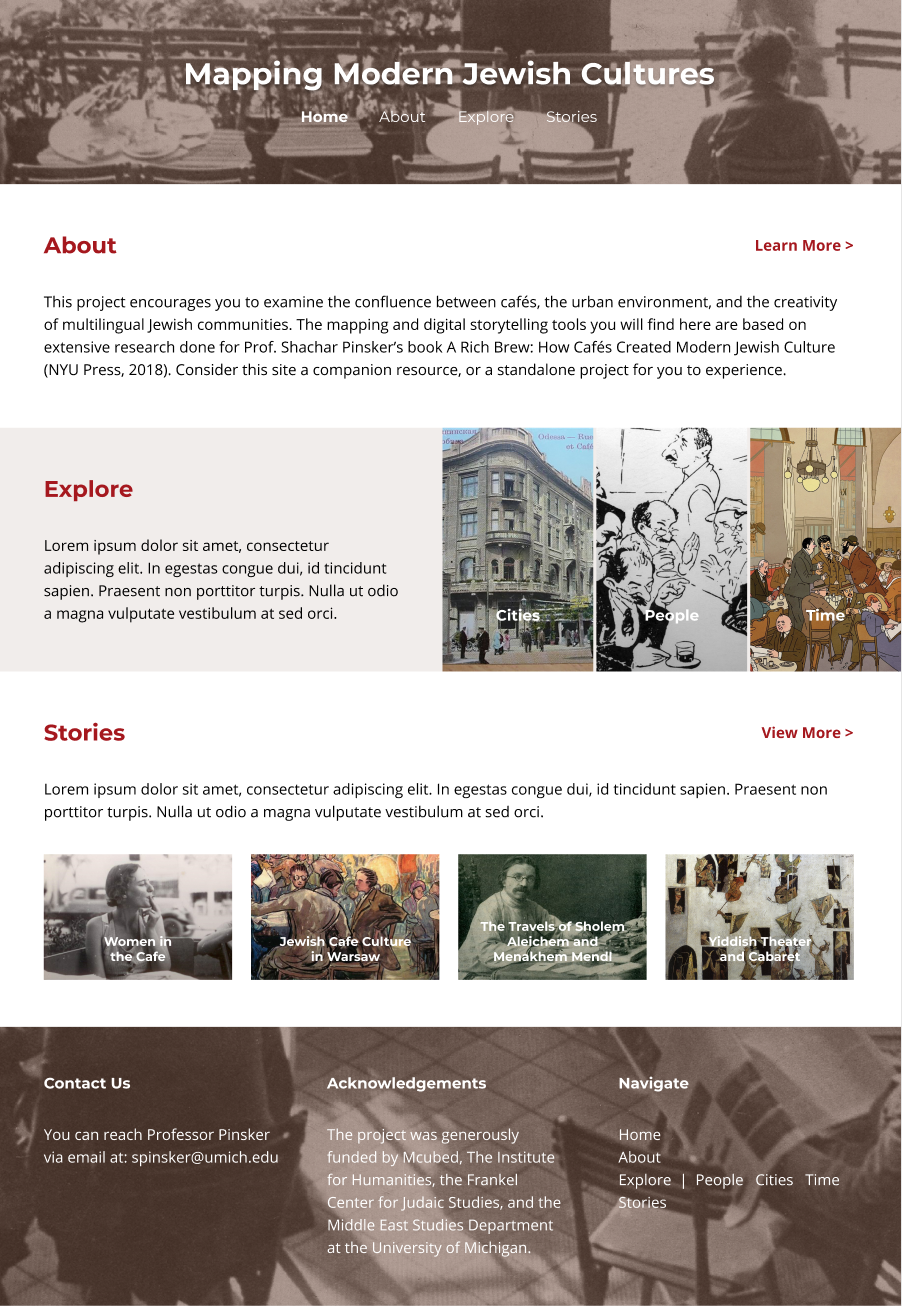 Mapping Modern Jewish Cultures
Home About Explore Stories
About
Learn More >
This project encourages you to examine the confluence between cafés, the urban environment, and the creativity
of multilingual Jewish communities. The mapping and digital storytelling tools you will find here are based on
extensive research done for Prof. Shachar Pinsker’s book A Rich Brew: How Cafés Created Modern Jewish Culture
(NYU Press, 2018). Consider this site a companion resource, or a standalone project for you to experience.
Explore
Lorem ipsum dolor sit amet, consectetur
adipiscing elit. In egestas congue dui, id tincidunt
sapien. Praesent non porttitor turpis. Nulla ut odio
a magna vulputate vestibulum at sed orci.
Odessa — Rus
et Café
Cities
People
Time
Stories
View More >
Lorem ipsum dolor sit amet, consectetur adipiscing elit. In egestas congue dui, id tincidunt sapien. Praesent non
porttitor turpis. Nulla ut odio a magna vulputate vestibulum at sed orci.
Women in
the Cafe
Jewish Cafe Culture
in Warsaw
The Travels of Sholem
Aleichem and
Menakhem Mendl
Yiddish Theater
and Cabaret
Contact Us
You can reach Professor Pinsker
via email at: spinsker@umich.edu
Acknowledgements
The project was generously
funded by Mcubed, The Institute
for Humanities, the Frankel
Center for Judaic Studies, and the
Middle East Studies Department
at the University of Michigan.
Navigate
Home
About
Explore | People Cities Time
Stories